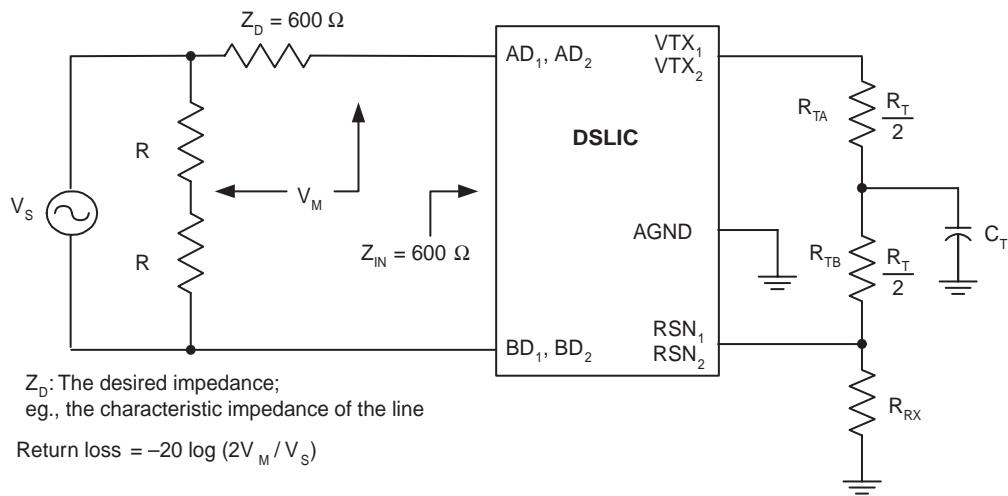 Z_D = 600 Ω
AD_1, AD_2
VTX_1
VTX_2
R_TA
R_T
2
DSLIC
R
V_M
V_S
Z_IN = 600 Ω
R
AGND
C_T
R_TB
R_T
2
RSN_1
RSN_2
BD_1, BD_2
Z_D: The desired impedance;
eg., the characteristic impedance of the line
R_RX
Return loss = –20 log (2V_M / V_S)